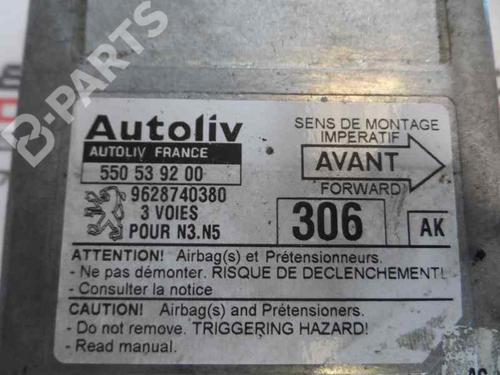 B-PARTS
Autoliv
AUTOLIV FRANCE
550 53 92 00
9628740380
3 VOIES
POUR N3.N5
SENS DE MONTAGE
IMPERATIF
AVANT
FORWARD
306
AK
ATTENTION! Airbag(s) et Prétensionneurs.
- Ne pas démonter. RISQUE DE DECLENCHEMENT!
- Consulter la notice
CAUTION! Airbag(s) and Prétensioners.
- Do not remove. TRIGGERING HAZARD!
- Read manual.